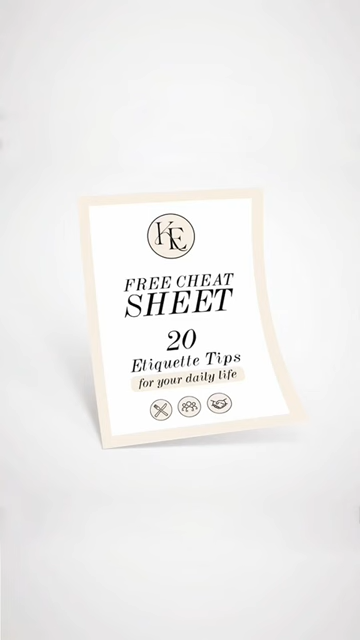 KE
FREE CHEAT
SHEET
20
Etiquette Tips
for your daily life